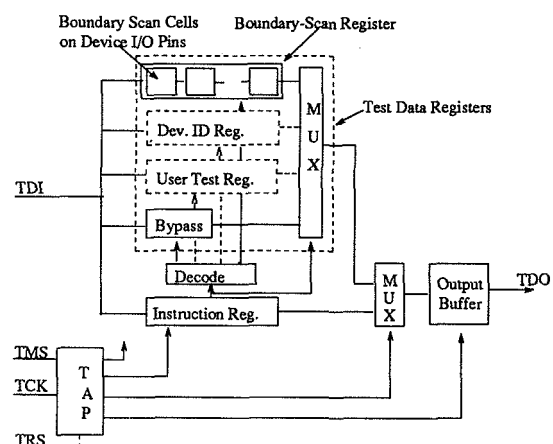 Boundary Scan Cells
on Device I/O Pins
Boundary-Scan Register
Test Data Registers
M
U
X
Dev. ID Reg.
User Test Reg.
TDI
Bypass
Decode
Instruction Reg.
M
U
X
Output
Buffer
TDO
TMS
TCK
TRS
T
A
P